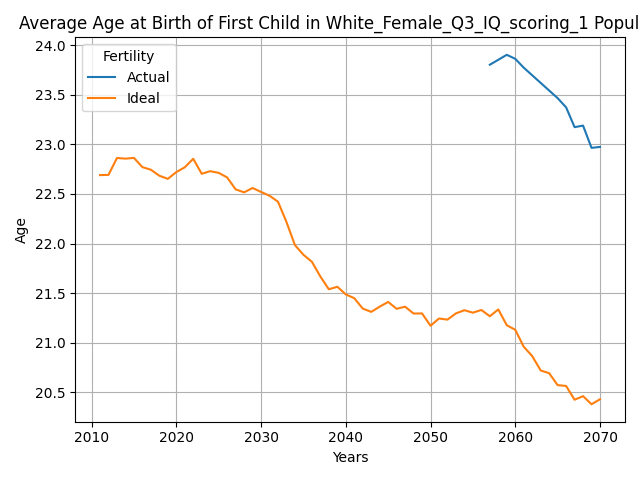 Average Age at Birth of First Child in White_Female_Q3_IQ_scoring_1 Popul
24.0
23.5
23.0
22.5
22.0
21.5
21.0
20.5
Age
Fertility
Actual
Ideal
2010 2020 2030 2040 2050 2060 2070
Years